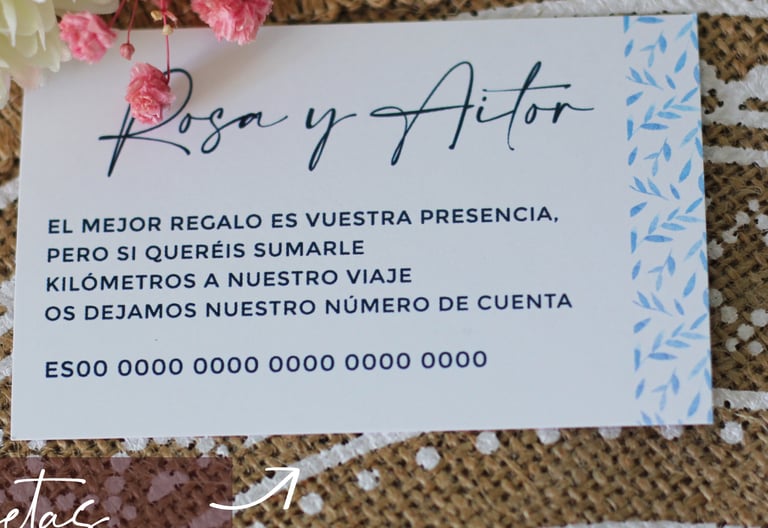 Rosa y Aitor
EL MEJOR REGALO ES VUESTRA PRESENCIA,
PERO SI QUERÉIS SUMARLE
KILÓMETROS A NUESTRO VIAJE
OS DEJAMOS NUESTRO NÚMERO DE CUENTA
ES00 0000 0000 0000 0000 0000